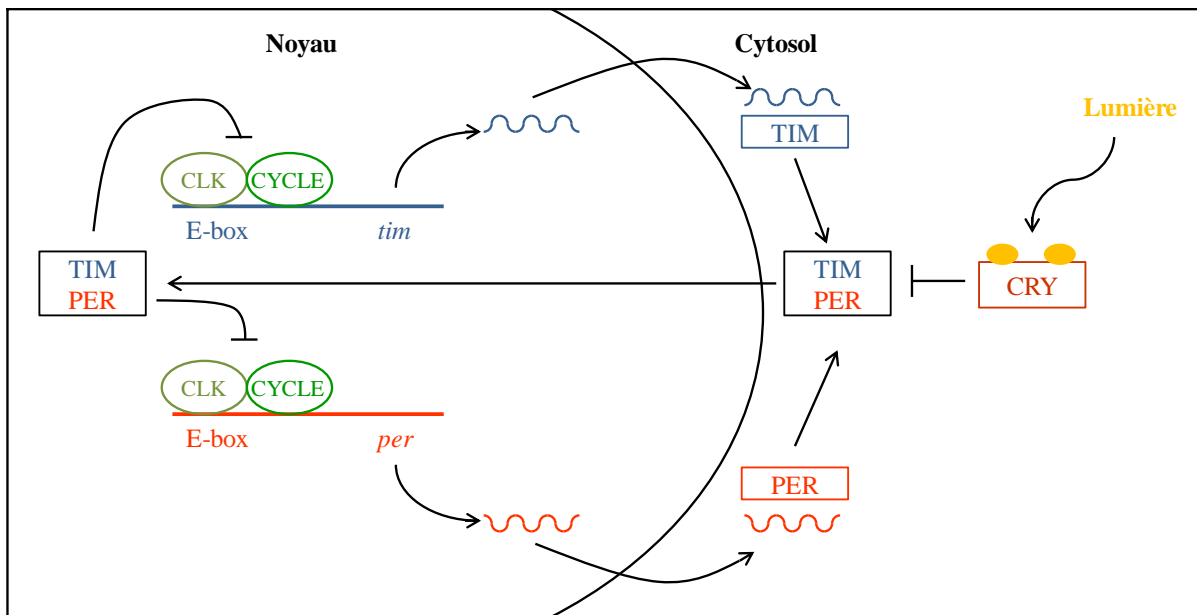 Noyau
Cytosol
TIM
Lumière
CLK CYCLE
E-box tim
TIM
PER
TIM
PER
CRY
CLK CYCLE
E-box per
PER